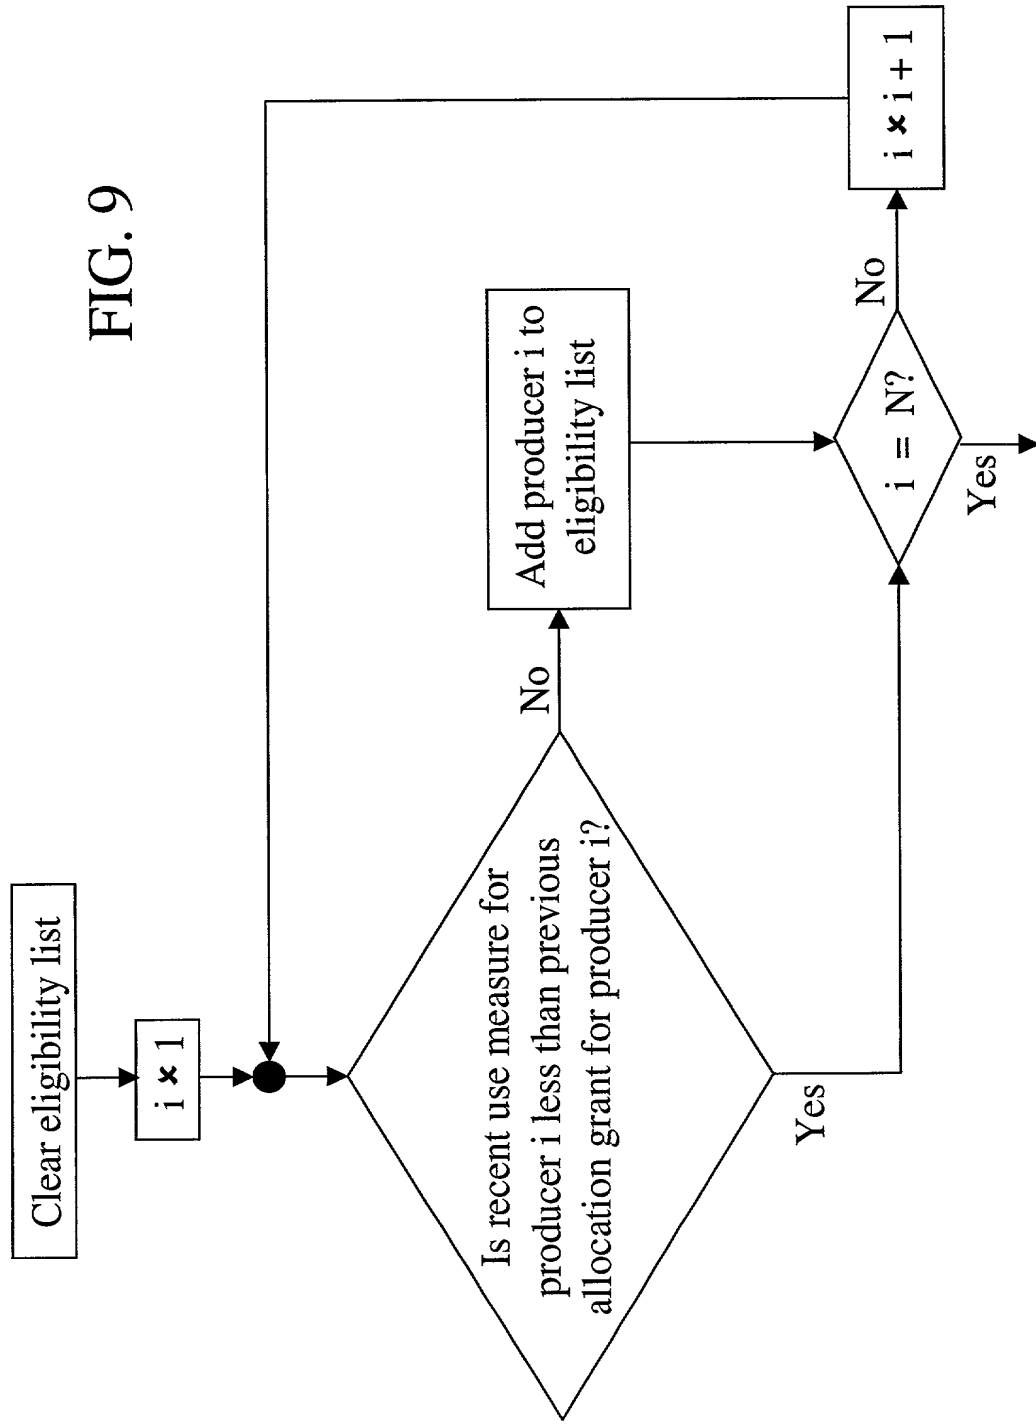 FIG. 9
Clear eligibility list
i × 1
Is recent use measure for
producer i less than previous
allocation grant for producer i?
No
Add producer i to
eligibility list
Yes
i = N?
No
i × i + 1
Yes